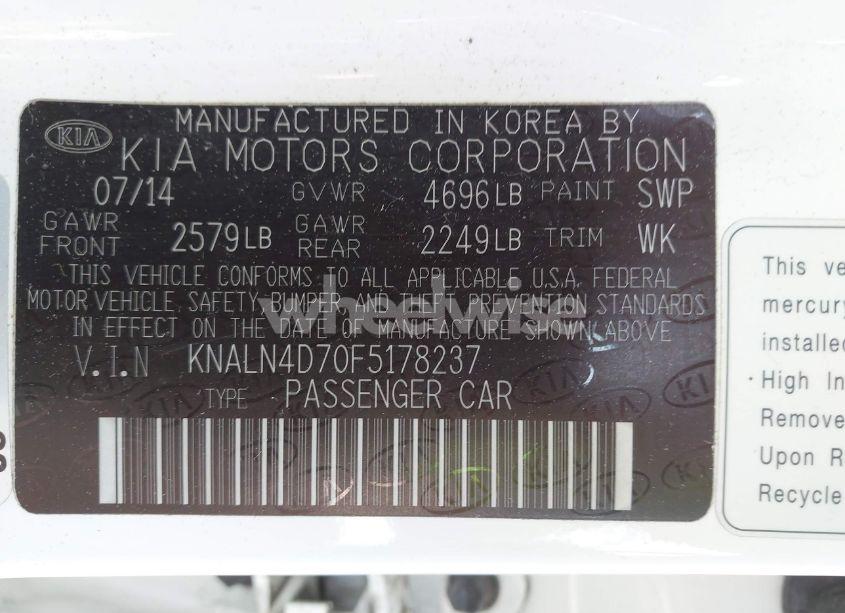 KIA
MANUFACTURED IN KOREA BY
KIA MOTORS CORPORATION
07/14 GVWR 4696LB PAINT SWP
GAWR FRONT 2579LB GAWR REAR 2249LB TRIM WK
THIS VEHICLE CONFORMS TO ALL APPLICABLE U.S.A. FEDERAL
MOTOR VEHICLE SAFETY, BUMPER AND THEFT PREVENTION STANDARDS
IN EFFECT ON THE DATE OF MANUFACTURE SHOWN ABOVE
wheelwise
V.I.N KNALN4D70F5178237
TYPE PASSENGER CAR
This ve
mercury
installed
· High In
Remove
Upon R
Recycle